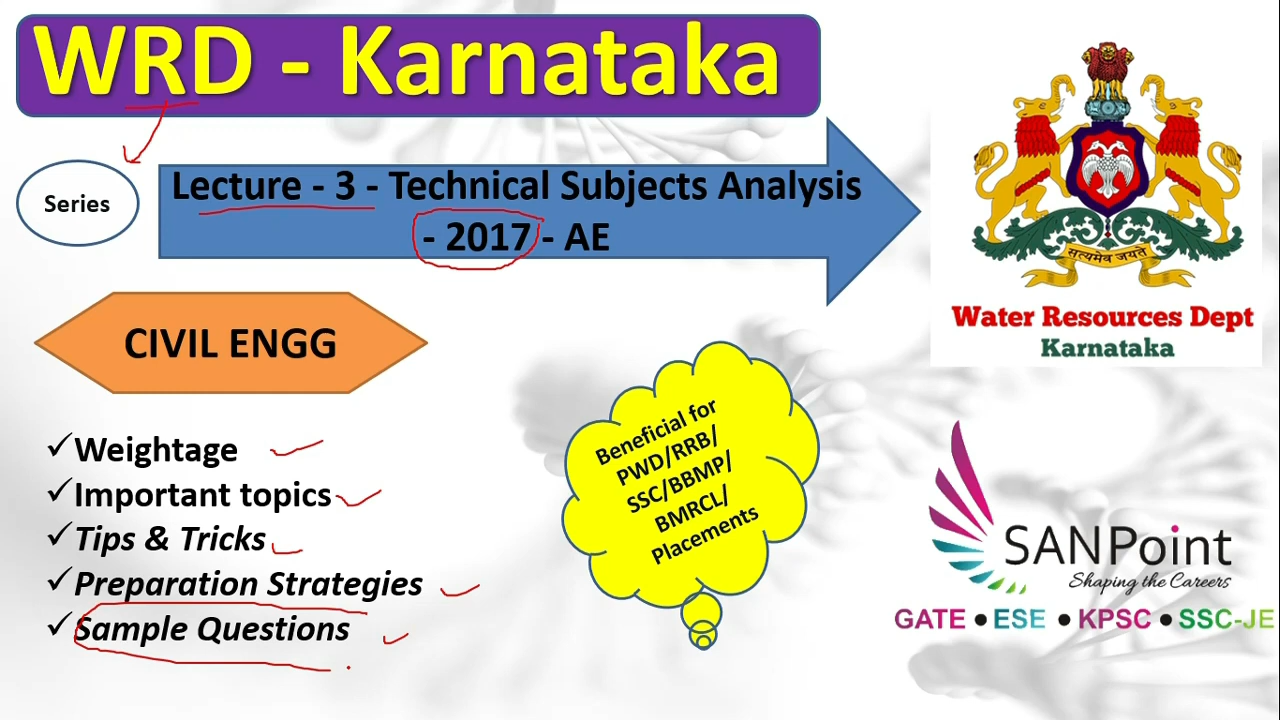 WRD - Karnataka
Series
Lecture - 3 - Technical Subjects Analysis
- 2017 - AE
CIVIL ENGG
✓Weightage
✓Important topics
✓Tips & Tricks
✓Preparation Strategies
✓Sample Questions
Beneficial for
PWD/RRB/
SSC/BBMP/
BMRCL/
Placements
सत्यमेव जयते
Water Resources Dept
Karnataka
SANPoint
Shaping the Careers
GATE ● ESE ● KPSC ● SSC-JE